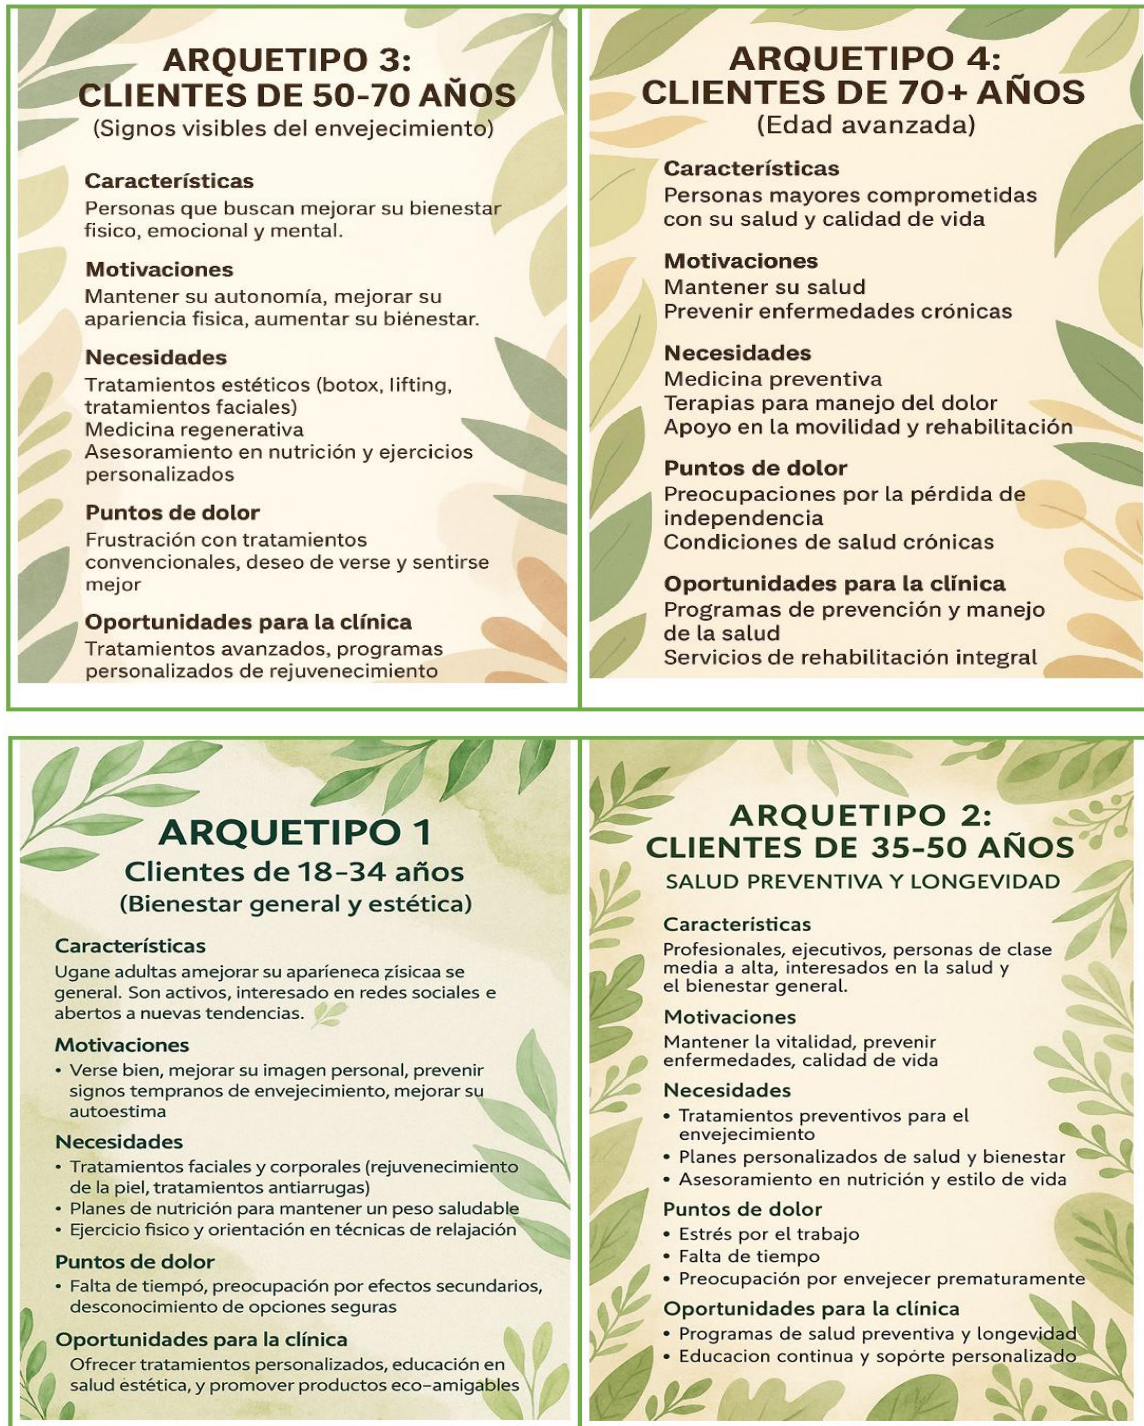 ARQUETIPO 3:
CLIENTES DE 50-70 AÑOS
(Signos visibles del envejecimiento)
Características
Personas que buscan mejorar su bienestar
fisico, emocional y mental.
Motivaciones
Mantener su autonomía, mejorar su
apariencia fisica, aumentar su biénestar.
Necesidades
Tratamientos estéticos (botox, lifting,
tratamientos faciales)
Medicina regenerativa
Asesoramiento en nutrición y ejercicios
personalizados
Puntos de dolor
Frustración con tratamientos
convencionales, deseo de verse y sentirse
mejor
Oportunidades para la clínica
Tratamientos avanzados, programas
personalizados de rejuvenecimiento
ARQUETIPO 4:
CLIENTES DE 70+ AÑOS
(Edad avanzada)
Características
Personas mayores comprometidas
con su salud y calidad de vida
Motivaciones
Mantener su salud
Prevenir enfermedades crónicas
Necesidades
Medicina preventiva
Terapias para manejo del dolor
Apoyo en la movilidad y rehabilitación
Puntos de dolor
Preocupaciones por la pérdida de
independencia
Condiciones de salud crónicas
Oportunidades para la clínica
Programas de prevención y manejo
de la salud
Servicios de rehabilitación integral
ARQUETIPO 1
Clientes de 18-34 años
(Bienestar general y estética)
Características
Ugane adultas amejorar su aparíeneca zísicaa se
general. Son activos, interesado en redes sociales e
abertos a nuevas tendencias.
Motivaciones
• Verse bien, mejorar su imagen personal, prevenir
signos tempranos de envejecimiento, mejorar su
autoestima
Necesidades
• Tratamientos faciales y corporales (rejuvenecimiento
de la piel, tratamientos antiarrugas)
• Planes de nutrición para mantener un peso saludable
• Ejercicio fisico y orientación en técnicas de relajación
Puntos de dolor
• Falta de tiempó, preocupación por efectos secundarios,
desconocimiento de opciones seguras
Oportunidades para la clínica
Ofrecer tratamientos personalizados, educación en
salud estética, y promover productos eco-amigables
ARQUETIPO 2:
CLIENTES DE 35-50 AÑOS
SALUD PREVENTIVA Y LONGEVIDAD
Características
Profesionales, ejecutivos, personas de clase
media a alta, interesados en la salud y
el bienestar general.
Motivaciones
Mantener la vitalidad, prevenir
enfermedades, calidad de vida
Necesidades
• Tratamientos preventivos para el
envejecimiento
• Planes personalizados de salud y bienestar
• Asesoramiento en nutrición y estilo de vida
Puntos de dolor
• Estrés por el trabajo
• Falta de tiempo
• Preocupación por envejecer prematuramente
Oportunidades para la clínica
• Programas de salud preventiva y longevidad
• Educacion continua y sopórte personalizado